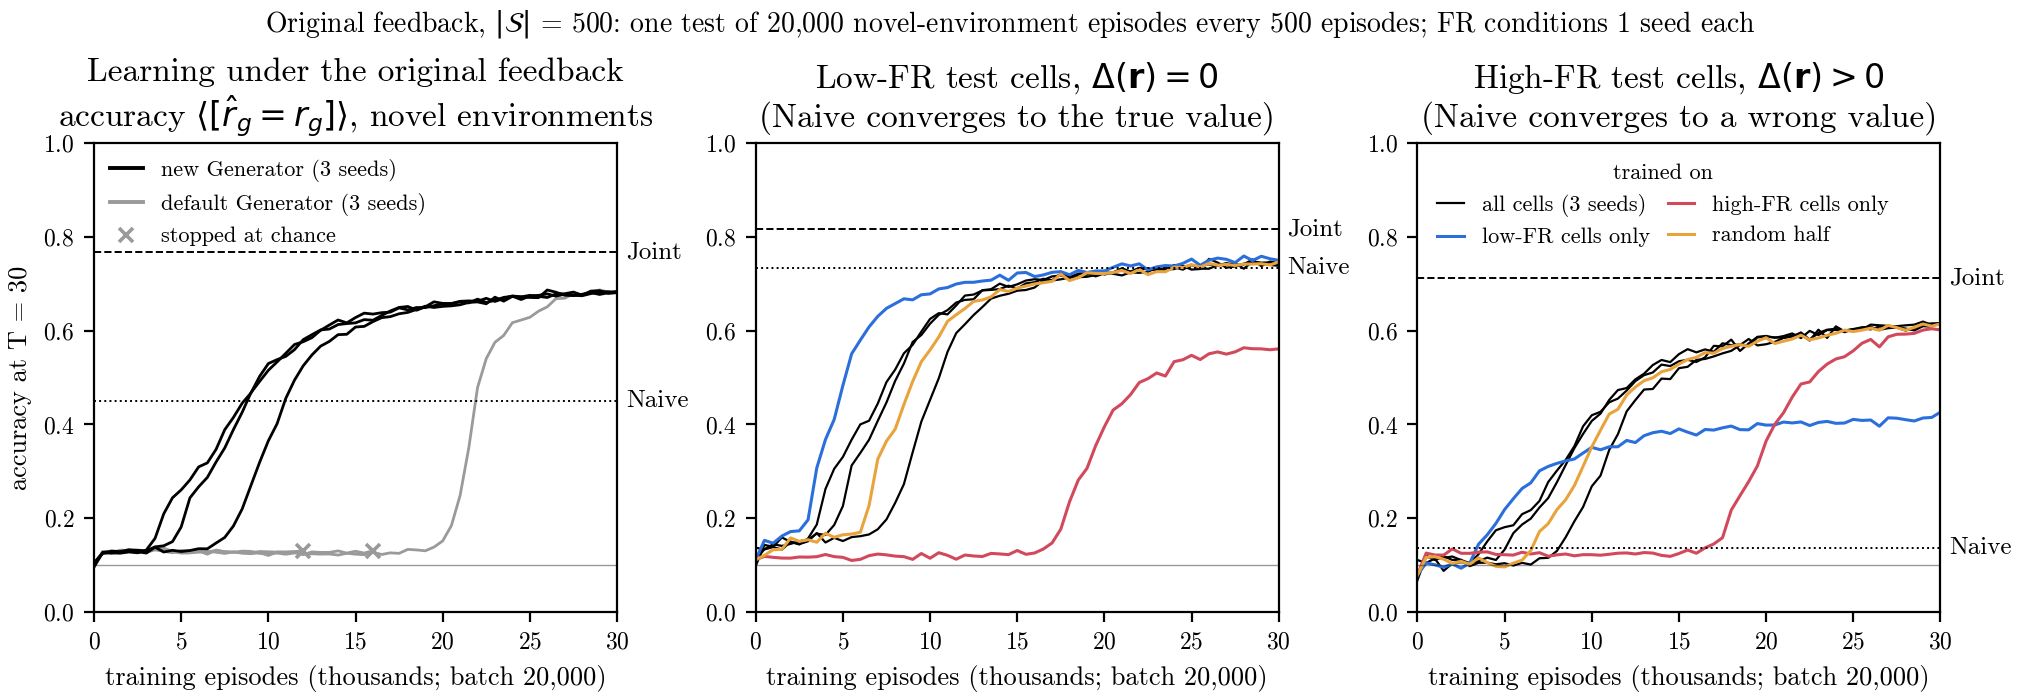 Original feedback, |𝒮| = 500: one test of 20,000 novel-environment episodes every 500 episodes; FR conditions 1 seed each
Learning under the original feedback
accuracy ⟨[r̂_g = r_g]⟩, novel environments
accuracy at T = 30
1.0
0.8
0.6
0.4
0.2
0.0
new Generator (3 seeds)
default Generator (3 seeds)
stopped at chance
Joint
Naive
0 5 10 15 20 25 30
training episodes (thousands; batch 20,000)
Low-FR test cells, Δ(r) = 0
(Naive converges to the true value)
1.0
0.8
0.6
0.4
0.2
0.0
Joint
Naive
0 5 10 15 20 25 30
training episodes (thousands; batch 20,000)
High-FR test cells, Δ(r) > 0
(Naive converges to a wrong value)
1.0
0.8
0.6
0.4
0.2
0.0
trained on
all cells (3 seeds) high-FR cells only
low-FR cells only random half
Joint
Naive
0 5 10 15 20 25 30
training episodes (thousands; batch 20,000)